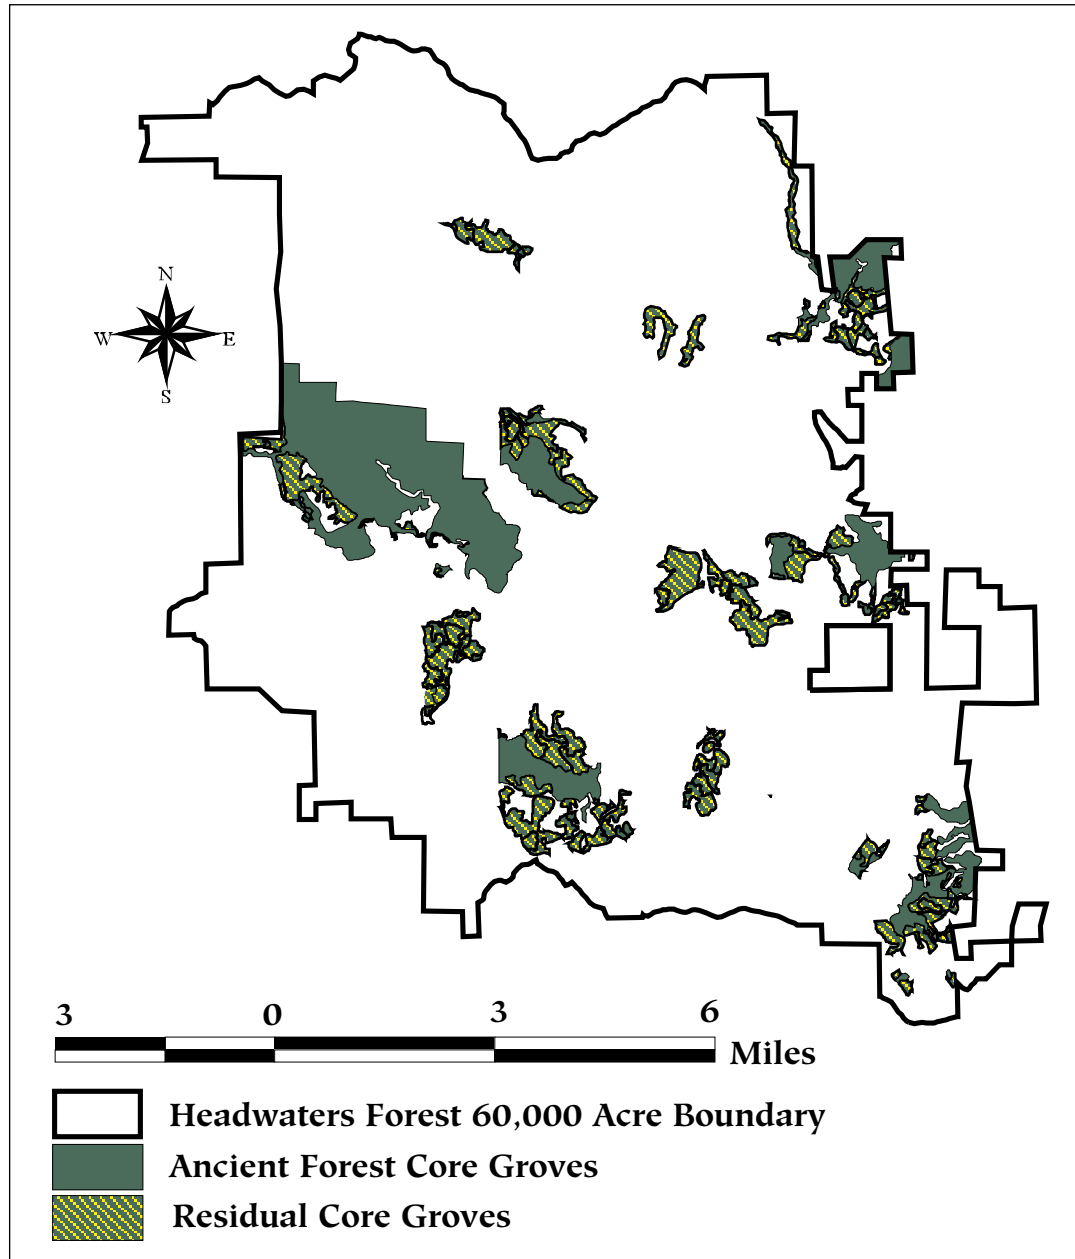 N
W E
S
3 0 3 6
Miles
Headwaters Forest 60,000 Acre Boundary
Ancient Forest Core Groves
Residual Core Groves